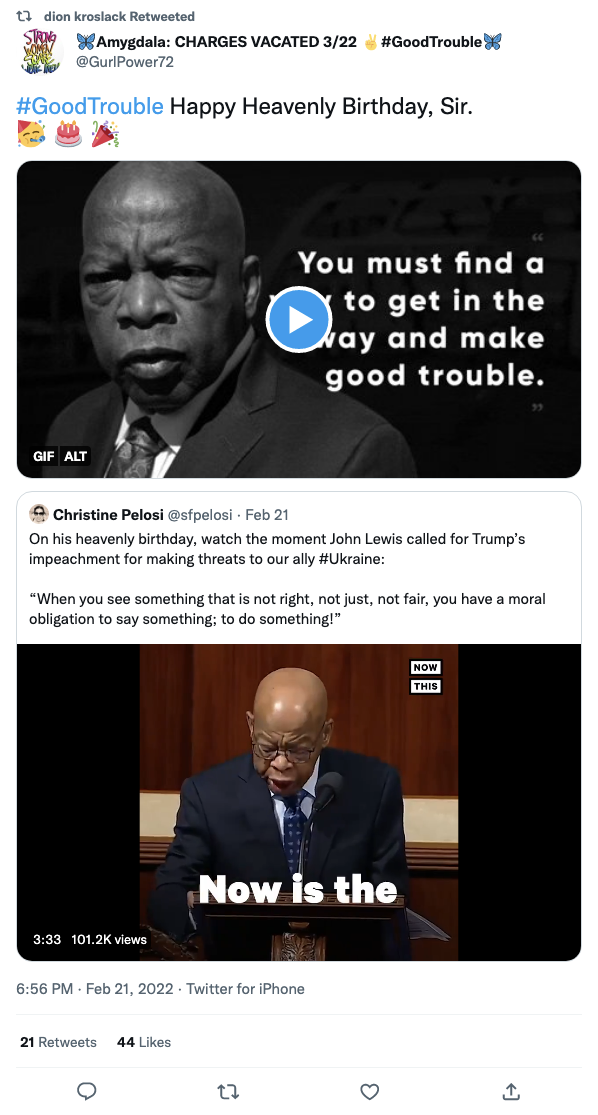 dion kroslack Retweeted
🦋Amygdala: CHARGES VACATED 3/22 ✌️#GoodTrouble🦋
@GurlPower72
#GoodTrouble Happy Heavenly Birthday, Sir.
🥳 🎂 🎉
“
You must find a
to get in the
way and make
good trouble.
”
GIF ALT
Christine Pelosi @sfpelosi · Feb 21
On his heavenly birthday, watch the moment John Lewis called for Trump’s
impeachment for making threats to our ally #Ukraine:
“When you see something that is not right, not just, not fair, you have a moral
obligation to say something; to do something!”
NOW
THIS
Now is the
3:33 101.2K views
6:56 PM · Feb 21, 2022 · Twitter for iPhone
21 Retweets 44 Likes